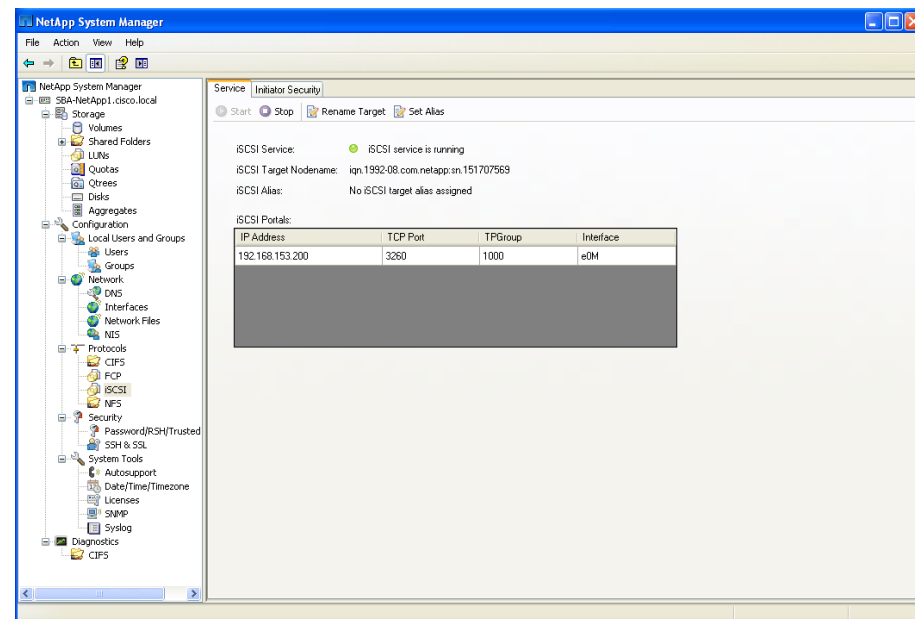 NetApp System Manager
File Action View Help
NetApp System Manager
SBA-NetApp1.cisco.local
Storage
Volumes
Shared Folders
LUNs
Quotas
Qtrees
Disks
Aggregates
Configuration
Local Users and Groups
Users
Groups
Network
DNS
Interfaces
Network Files
NIS
Protocols
CIFS
FCP
iSCSI
NFS
Security
Password/RSH/Trusted
SSH & SSL
System Tools
Autosupport
Date/Time/Timezone
Licenses
SNMP
Syslog
Diagnostics
CIFS
Service Initiator Security
Start Stop Rename Target Set Alias
iSCSI Service: iSCSI service is running
iSCSI Target Nodename: iqn.1992-08.com.netapp:sn.151707569
iSCSI Alias: No iSCSI target alias assigned
iSCSI Portals:
IP Address TCP Port TPGroup Interface
192.168.153.200 3260 1000 e0M